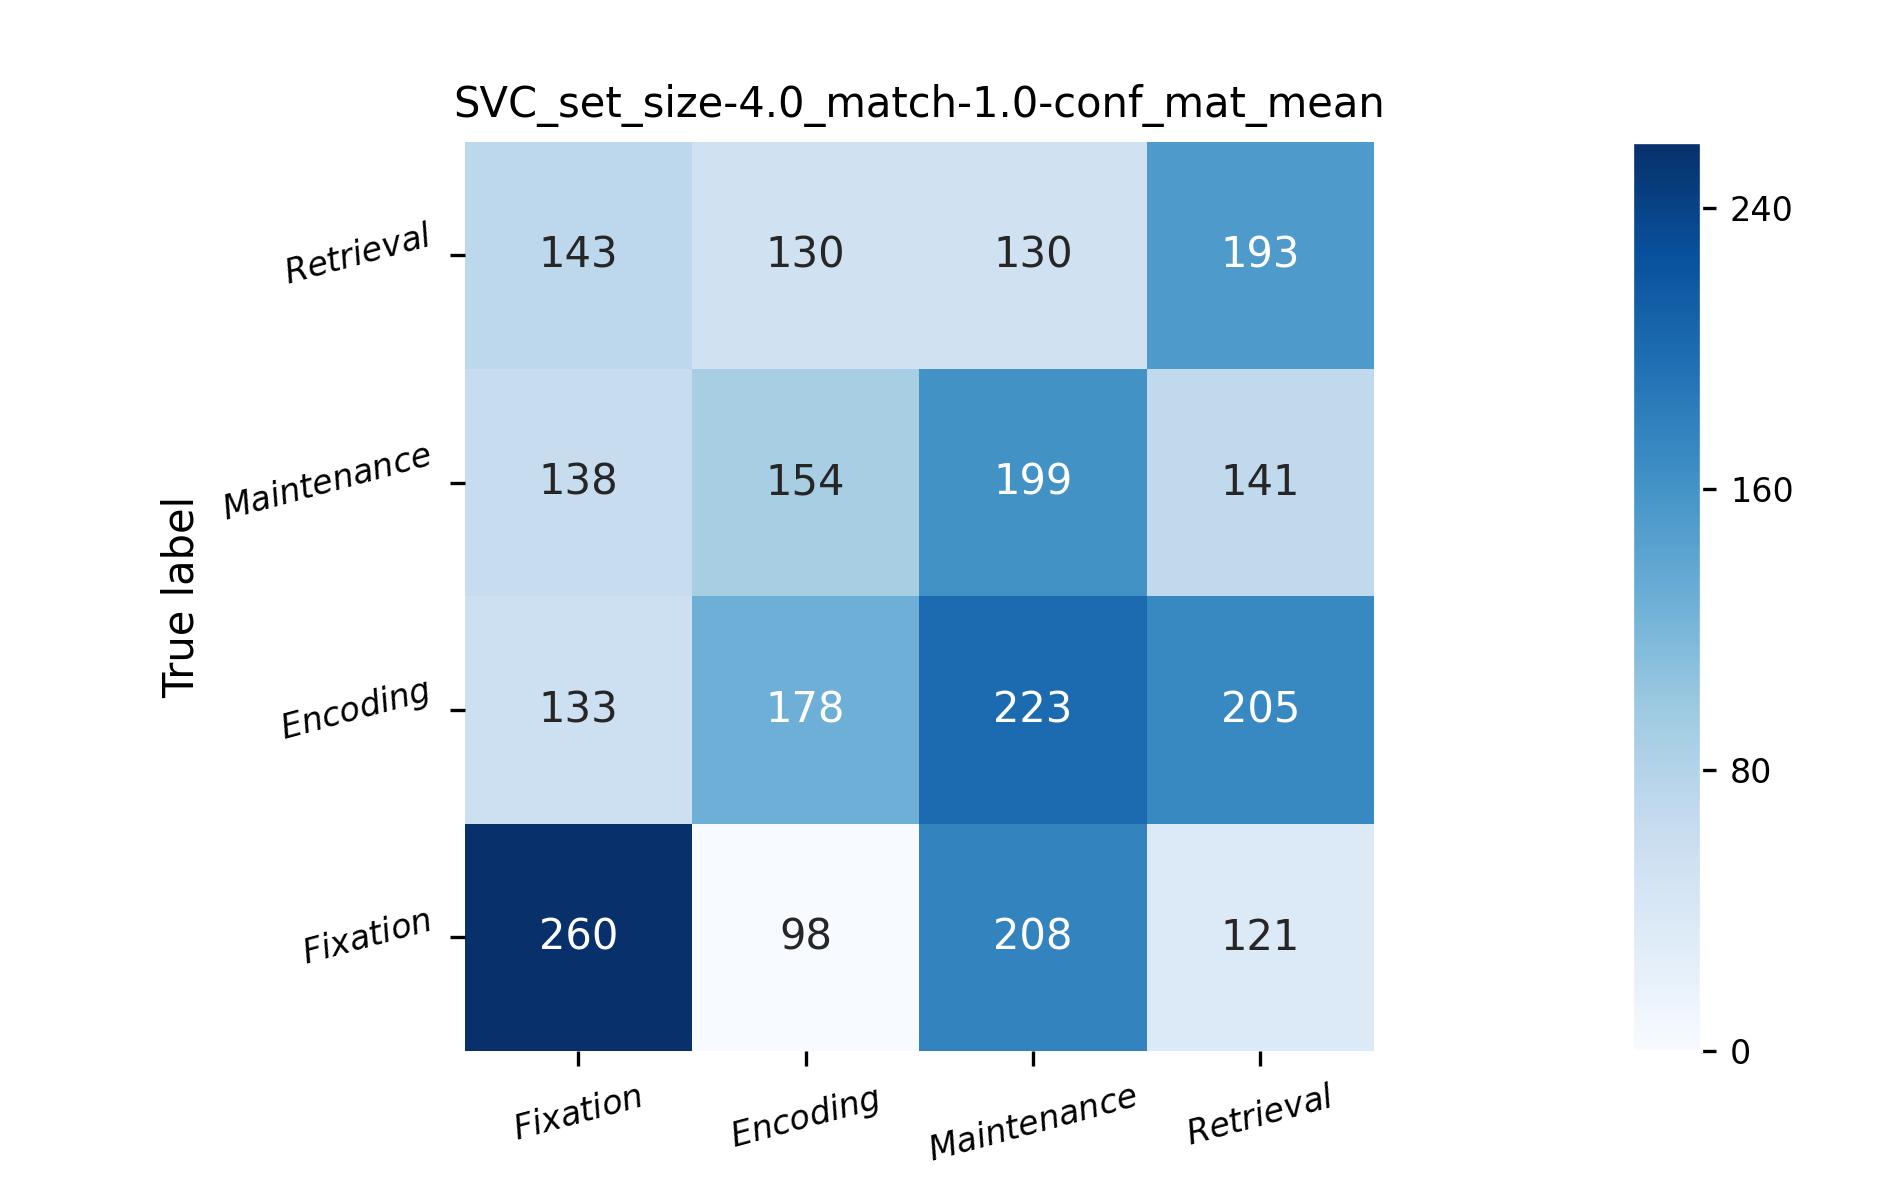 SVC_set_size-4.0_match-1.0-conf_mat_mean
True label
Retrieval 143 130 130 193
Maintenance 138 154 199 141
Encoding 133 178 223 205
Fixation 260 98 208 121
Fixation Encoding Maintenance Retrieval
240
160
80
0